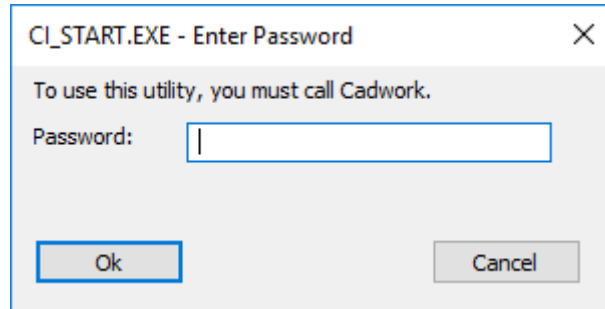 CI_START.EXE - Enter Password
To use this utility, you must call Cadwork.
Password:
Ok
Cancel